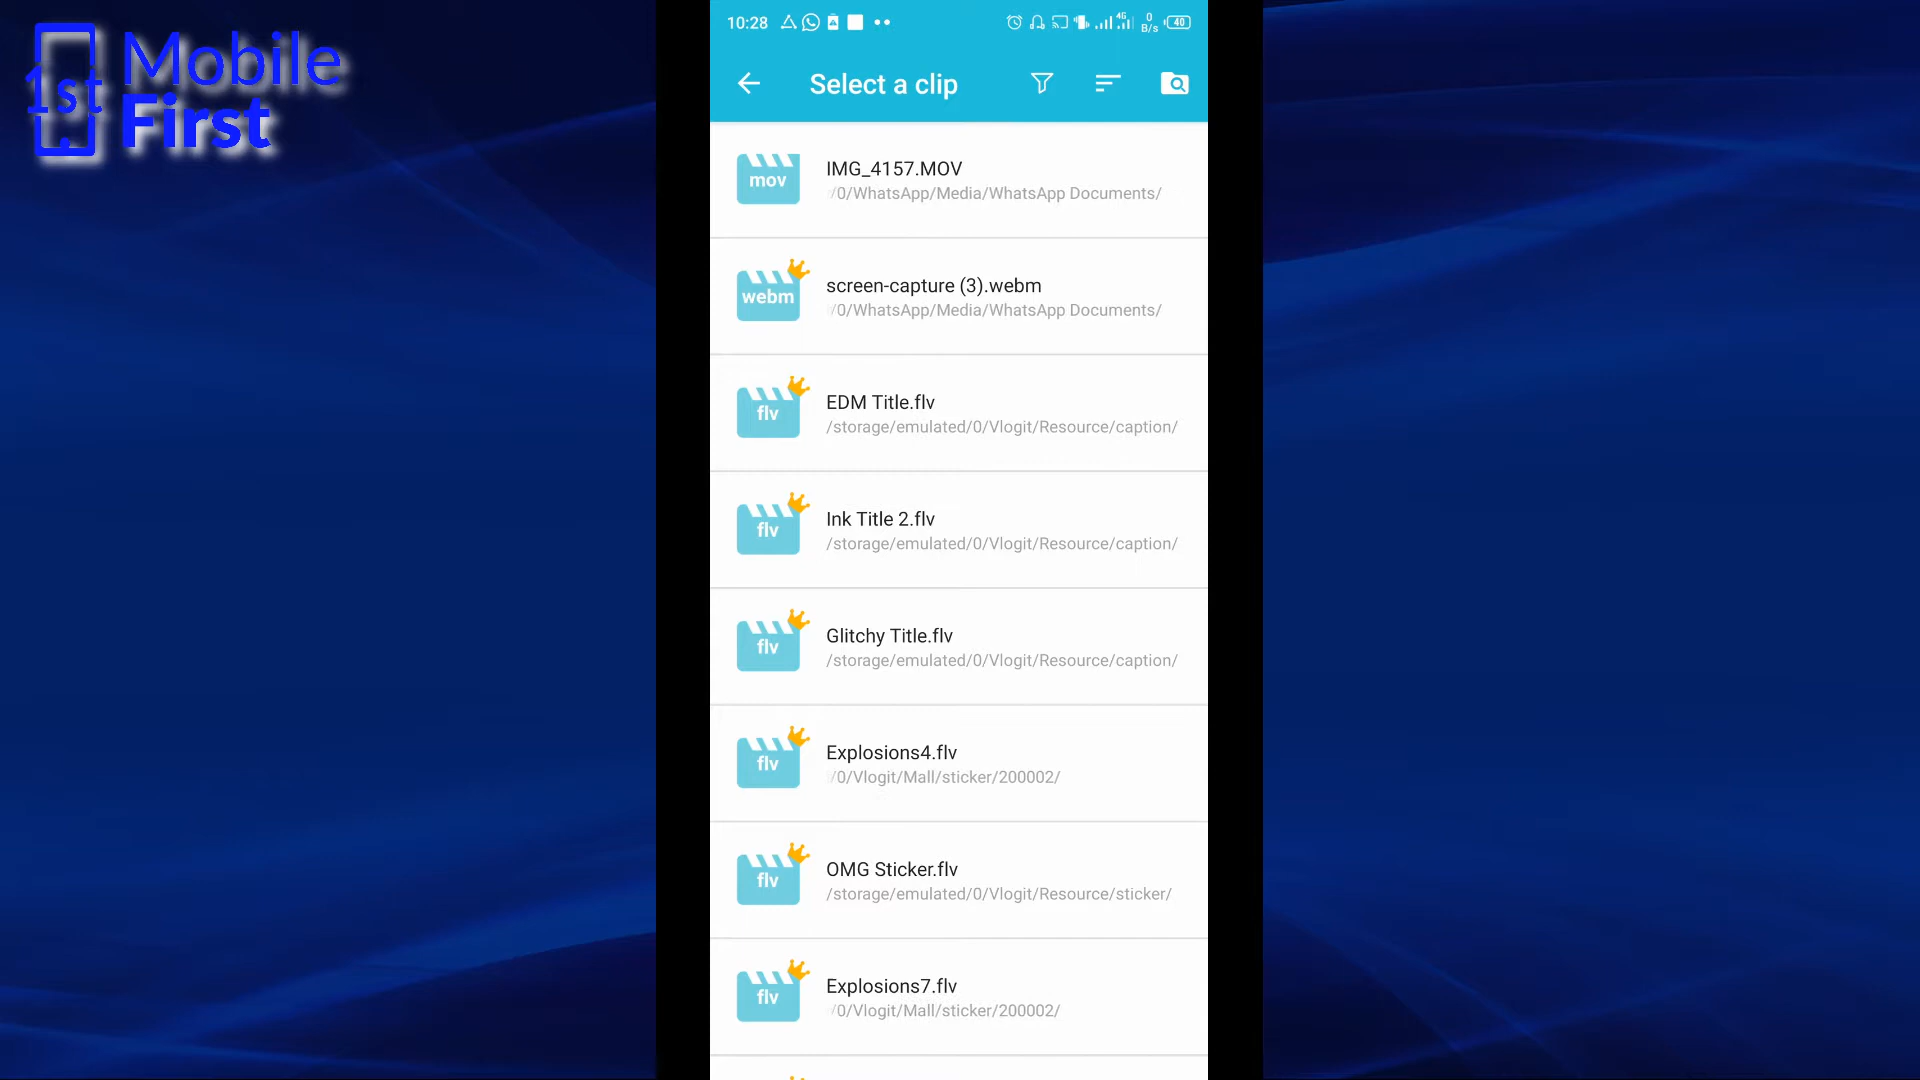 1st Mobile
First
10:28
4G
0
B/s
40
Select a clip
mov
IMG_4157.MOV
/0/WhatsApp/Media/WhatsApp Documents/
webm
screen-capture (3).webm
/0/WhatsApp/Media/WhatsApp Documents/
flv
EDM Title.flv
/storage/emulated/0/Vlogit/Resource/caption/
flv
Ink Title 2.flv
/storage/emulated/0/Vlogit/Resource/caption/
flv
Glitchy Title.flv
/storage/emulated/0/Vlogit/Resource/caption/
flv
Explosions4.flv
/0/Vlogit/Mall/sticker/200002/
flv
OMG Sticker.flv
/storage/emulated/0/Vlogit/Resource/sticker/
flv
Explosions7.flv
/0/Vlogit/Mall/sticker/200002/